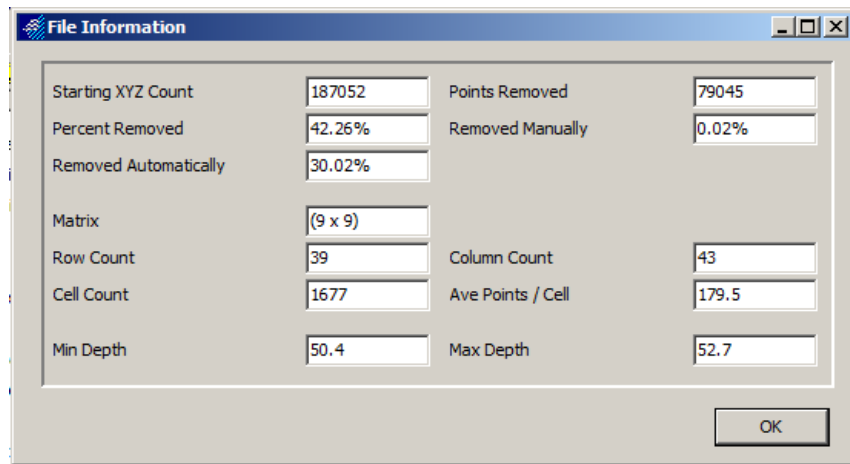 File Information
Starting XYZ Count 187052 Points Removed 79045
Percent Removed 42.26% Removed Manually 0.02%
Removed Automatically 30.02%
Matrix (9 x 9)
Row Count 39 Column Count 43
Cell Count 1677 Ave Points / Cell 179.5
Min Depth 50.4 Max Depth 52.7
OK